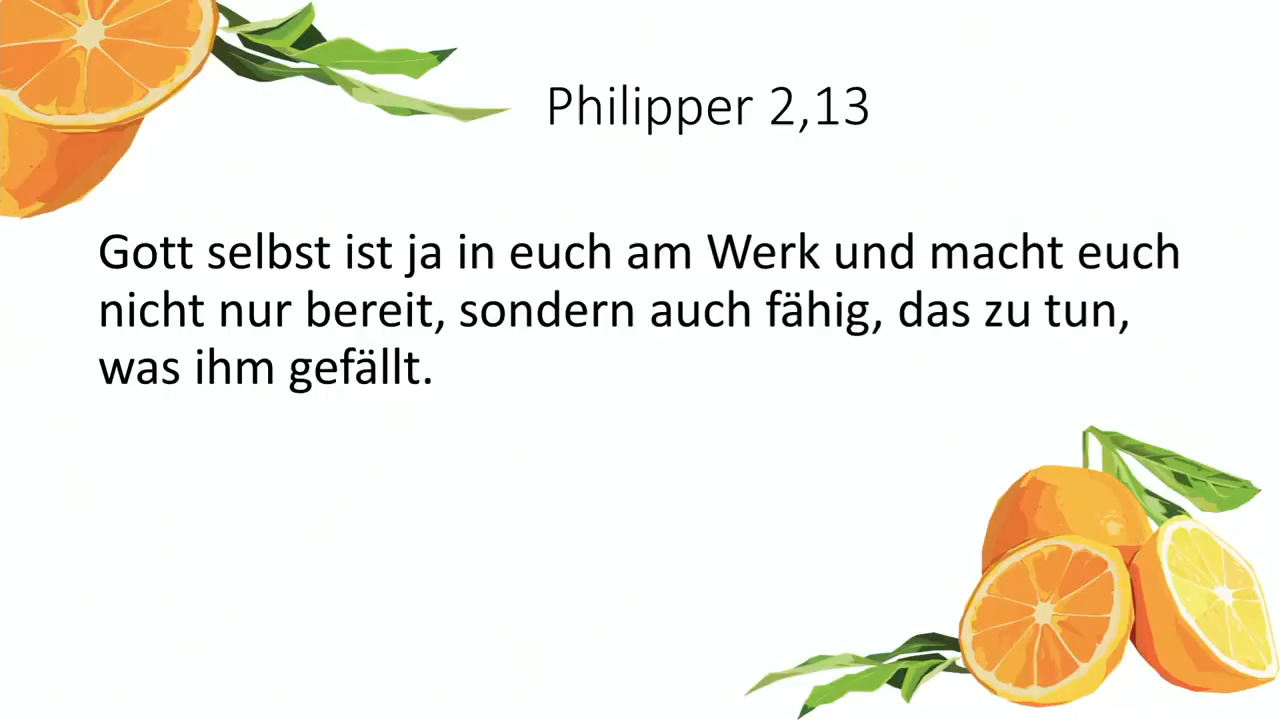 Philipper 2,13
Gott selbst ist ja in euch am Werk und macht euch
nicht nur bereit, sondern auch fähig, das zu tun,
was ihm gefällt.